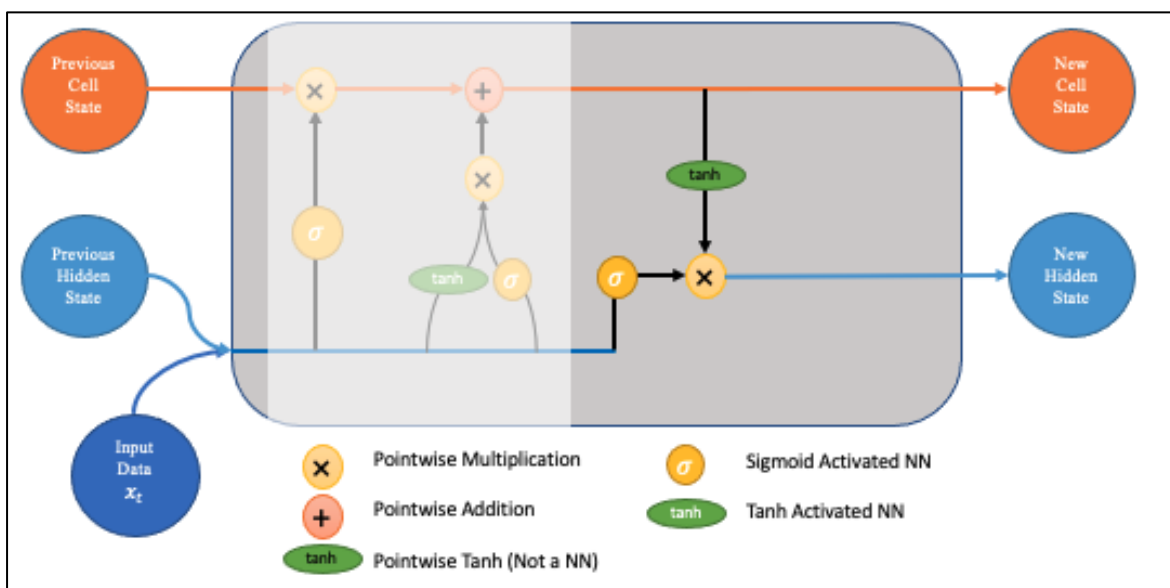 Previous
Cell
State
New
Cell
State
×
+
tanh
×
σ
Previous
Hidden
State
tanh
σ
σ
×
New
Hidden
State
Input
Data
x_t
× Pointwise Multiplication
σ Sigmoid Activated NN
+ Pointwise Addition
tanh Tanh Activated NN
tanh Pointwise Tanh (Not a NN)